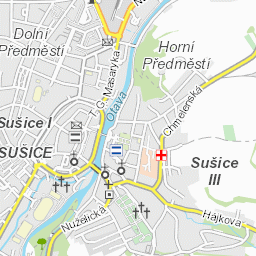 Dolní
Předměstí
Horní
Předměstí
T. G. Masaryka
Otava
Chmelenská
Sušice I
SUŠICE
Sušice
III
Nuželická
Hájkova